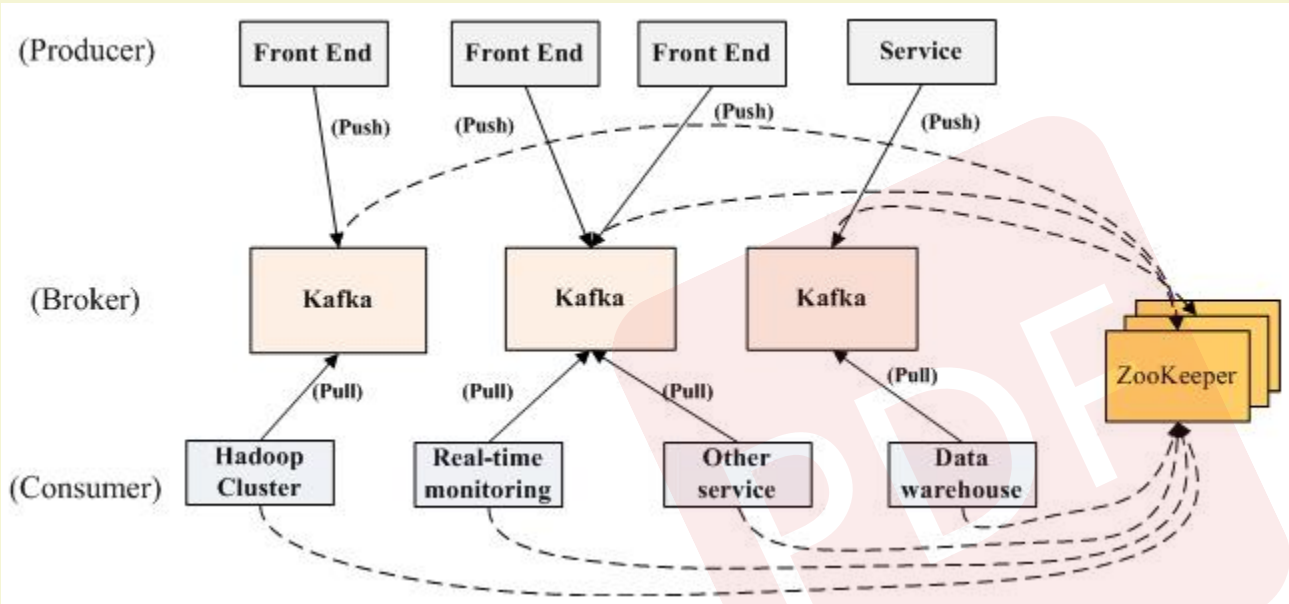 (Producer)
Front End
Front End
Front End
Service
(Push)
(Push)
(Push)
(Push)
(Broker)
Kafka
Kafka
Kafka
ZooKeeper
(Pull)
(Pull)
(Pull)
(Pull)
(Consumer)
Hadoop
Cluster
Real-time
monitoring
Other
service
Data
warehouse
PDF